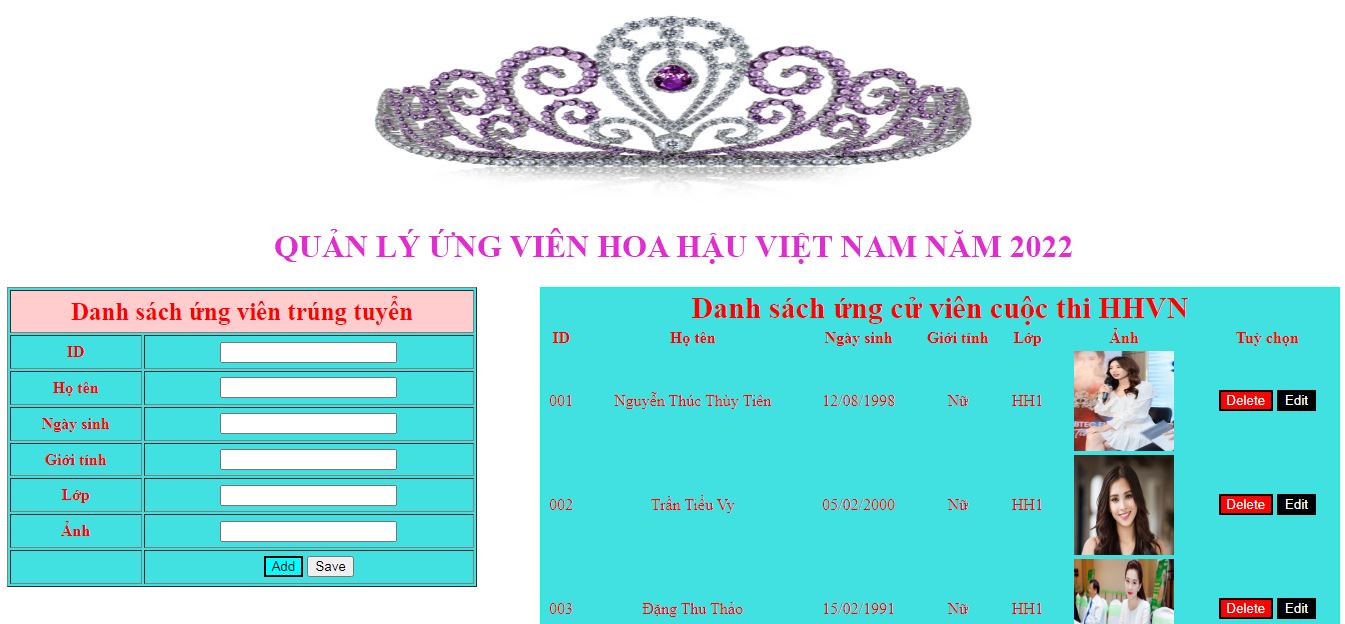 QUẢN LÝ ỨNG VIÊN HOA HẬU VIỆT NAM NĂM 2022
Danh sách ứng viên trúng tuyển
ID
Họ tên
Ngày sinh
Giới tính
Lớp
Ảnh
Add Save
Danh sách ứng cử viên cuộc thi HHVN
ID Họ tên Ngày sinh Giới tính Lớp Ảnh Tuỳ chọn
001 Nguyễn Thúc Thùy Tiên 12/08/1998 Nữ HH1 Delete Edit
002 Trần Tiểu Vy 05/02/2000 Nữ HH1 Delete Edit
003 Đặng Thu Thảo 15/02/1991 Nữ HH1 Delete Edit